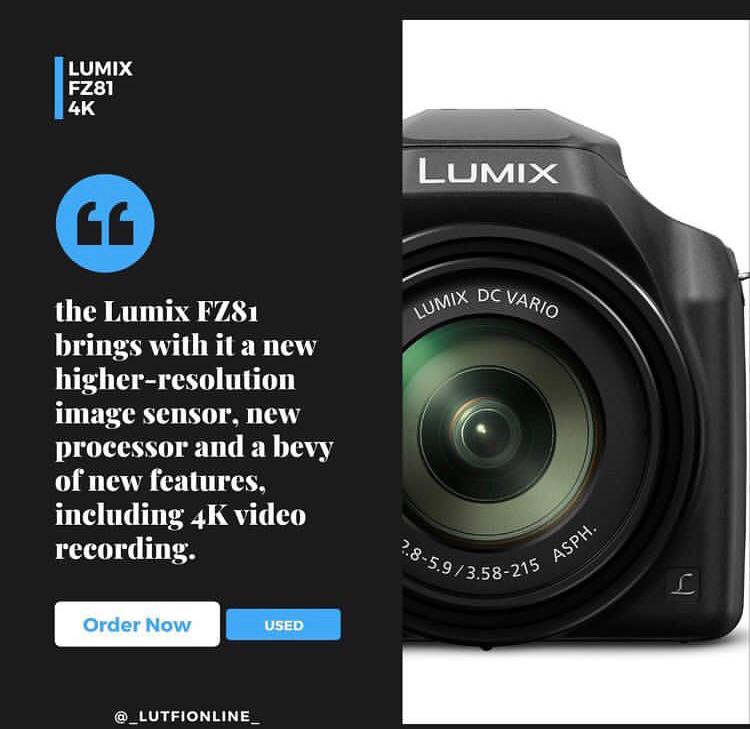 LUMIX
FZ81
4K
the Lumix FZ81
brings with it a new
higher-resolution
image sensor, new
processor and a bevy
of new features,
including 4K video
recording.
Order Now
USED
@_LUTFIONLINE_
LUMIX
LUMIX DC VARIO
2.8-5.9/3.58-215 ASPH.
L